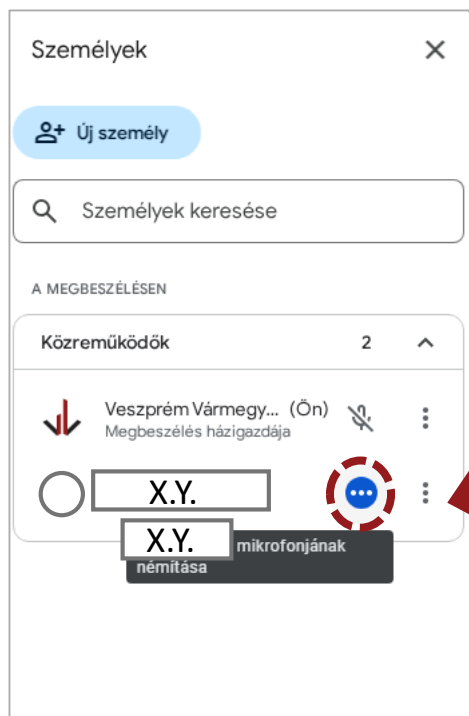 Személyek
Új személy
Személyek keresése
A MEGBESZÉLÉSEN
Közreműködők 2
Veszprém Vármegy... (Ön)
Megbeszélés házigazdája
X.Y.
X.Y. mikrofonjának
némítása